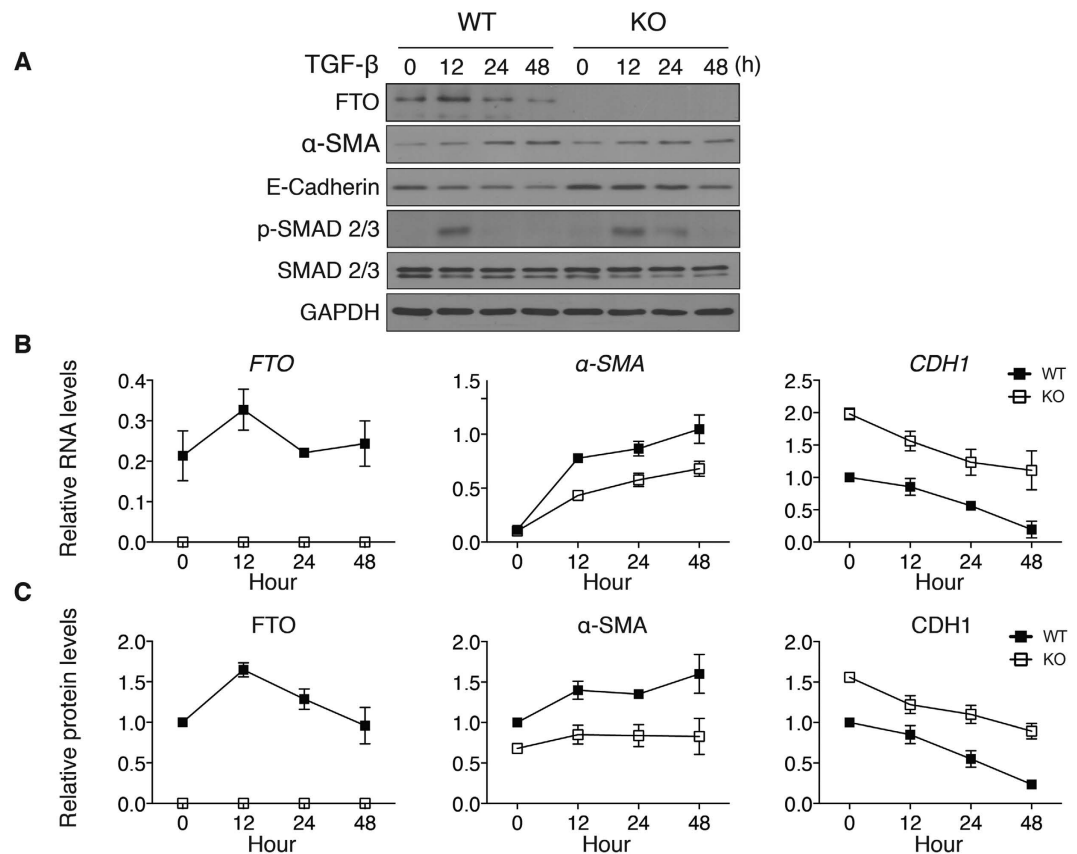 WT KO
A
TGF-β 0 12 24 48 0 12 24 48 (h)
FTO
α-SMA
E-Cadherin
p-SMAD 2/3
SMAD 2/3
GAPDH
B
FTO
Relative RNA levels
0.4
0.3
0.2
0.1
0.0
0 12 24 48
Hour
α-SMA
1.5
1.0
0.5
0.0
0 12 24 48
Hour
CDH1
2.5
2.0
1.5
1.0
0.5
0.0
0 12 24 48
Hour
WT
KO
C
FTO
Relative protein levels
2.0
1.5
1.0
0.5
0.0
0 12 24 48
Hour
α-SMA
2.0
1.5
1.0
0.5
0.0
0 12 24 48
Hour
CDH1
2.0
1.5
1.0
0.5
0.0
0 12 24 48
Hour
WT
KO